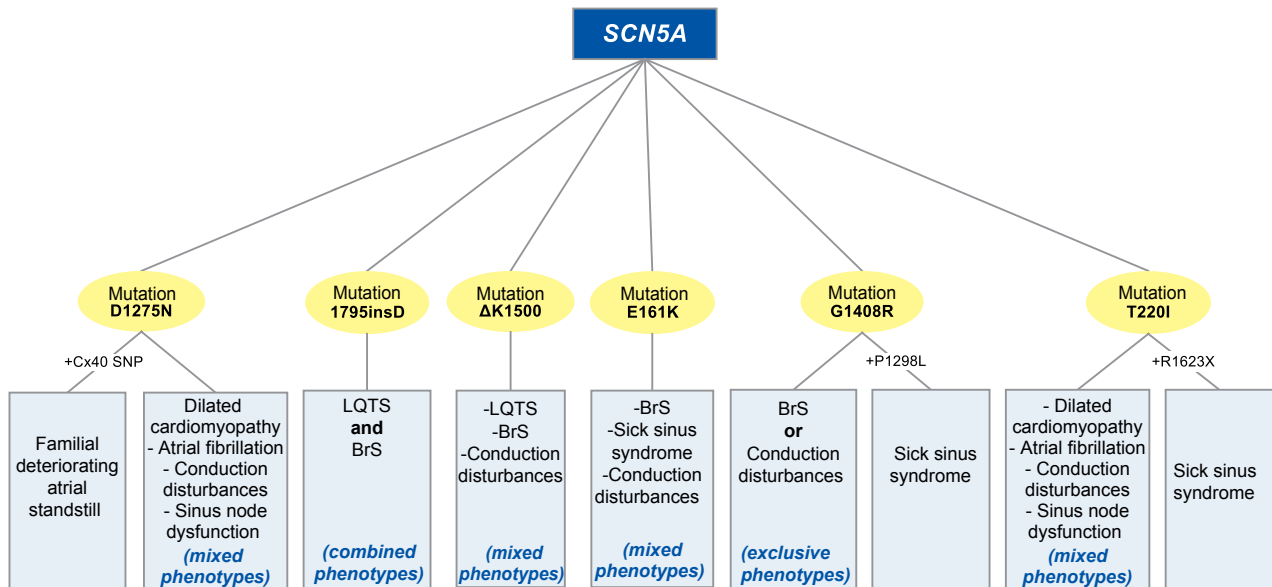 SCN5A
Mutation
D1275N
Mutation
1795insD
Mutation
ΔK1500
Mutation
E161K
Mutation
G1408R
Mutation
T220I
+Cx40 SNP
+P1298L
+R1623X
Familial
deteriorating
atrial
standstill
Dilated
cardiomyopathy
- Atrial fibrillation
- Conduction
disturbances
- Sinus node
dysfunction
(mixed
phenotypes)
LQTS
and
BrS
(combined
phenotypes)
-LQTS
-BrS
-Conduction
disturbances
(mixed
phenotypes)
-BrS
-Sick sinus
syndrome
-Conduction
disturbances
(mixed
phenotypes)
BrS
or
Conduction
disturbances
(exclusive
phenotypes)
Sick sinus
syndrome
- Dilated
cardiomyopathy
- Atrial fibrillation
- Conduction
disturbances
- Sinus node
dysfunction
(mixed
phenotypes)
Sick sinus
syndrome